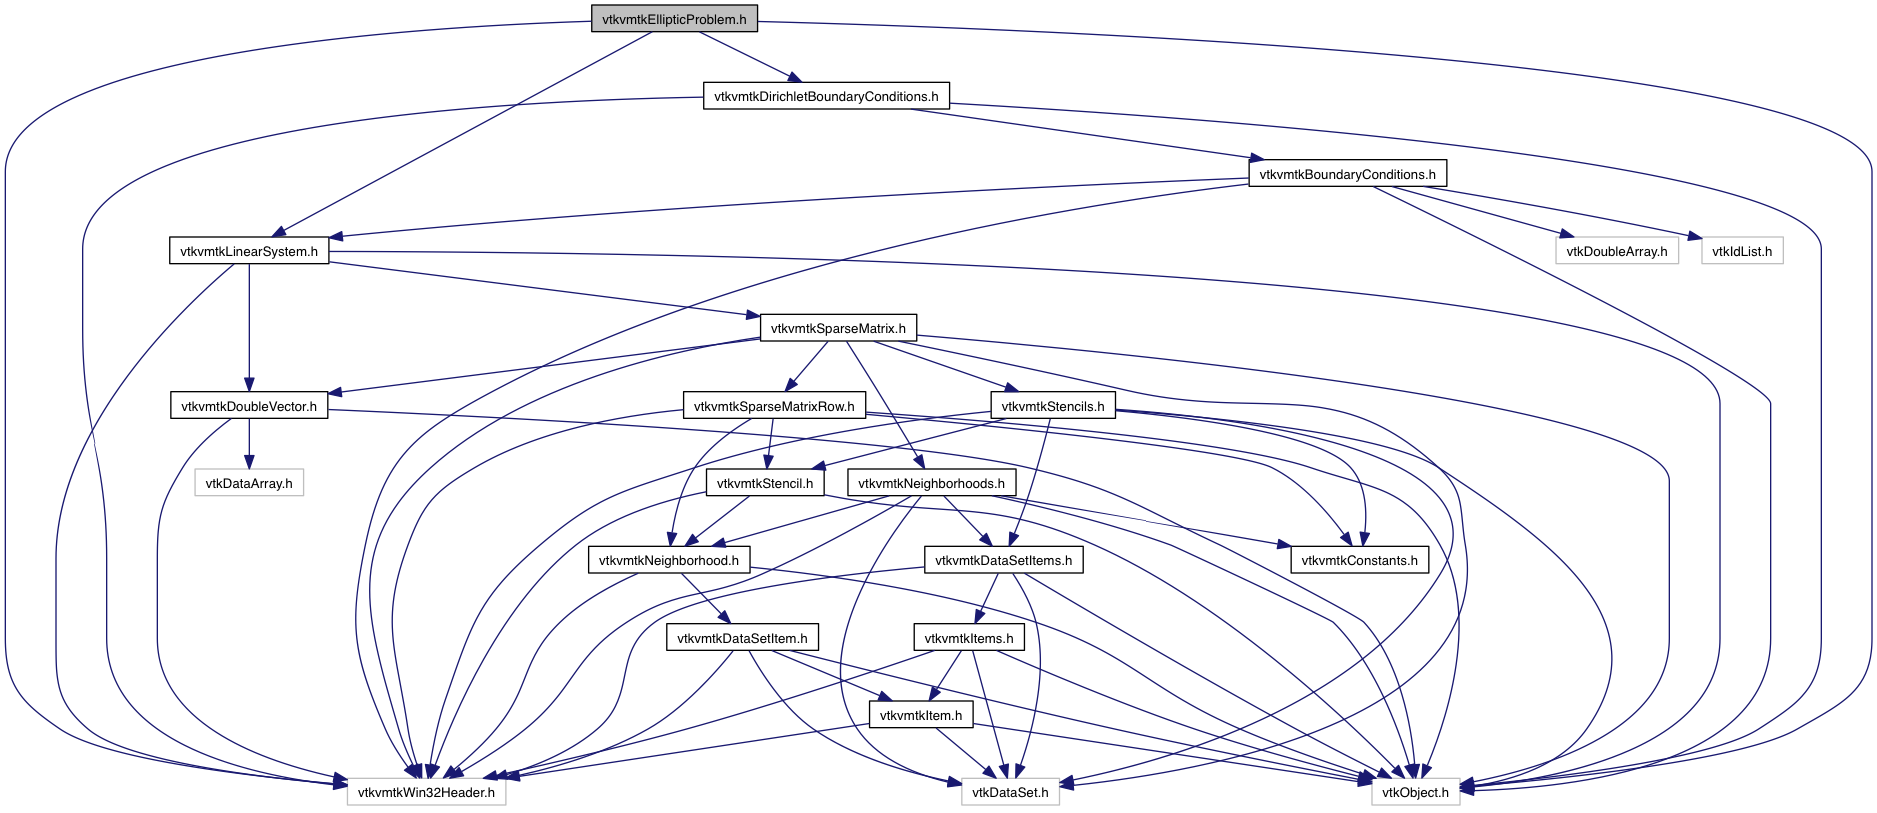 vtkvmtkEllipticProblem.h
vtkvmtkDirichletBoundaryConditions.h
vtkvmtkBoundaryConditions.h
vtkvmtkLinearSystem.h
vtkDoubleArray.h
vtkIdList.h
vtkvmtkSparseMatrix.h
vtkvmtkDoubleVector.h
vtkvmtkSparseMatrixRow.h
vtkvmtkStencils.h
vtkDataArray.h
vtkvmtkStencil.h
vtkvmtkNeighborhoods.h
vtkvmtkNeighborhood.h
vtkvmtkDataSetItems.h
vtkvmtkConstants.h
vtkvmtkDataSetItem.h
vtkvmtkItems.h
vtkvmtkItem.h
vtkvmtkWin32Header.h
vtkDataSet.h
vtkObject.h